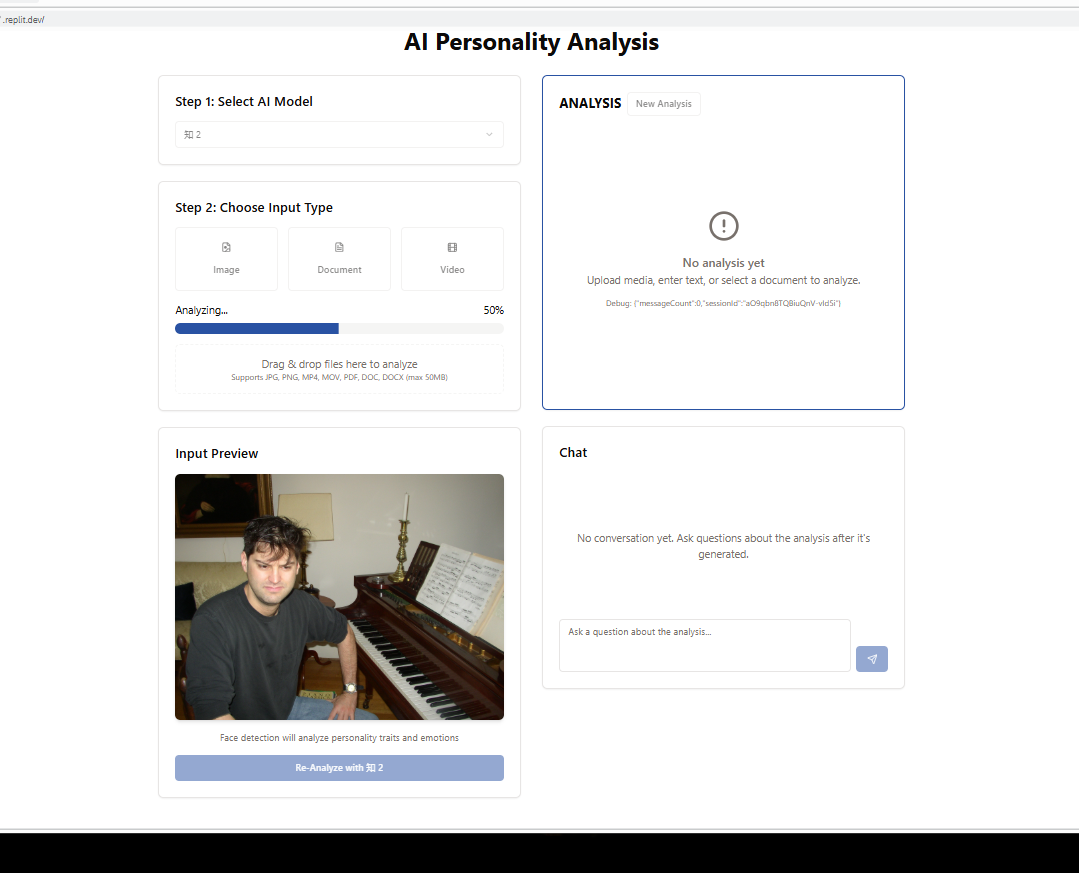 .replit.dev/
AI Personality Analysis
Step 1: Select AI Model
知 2
Step 2: Choose Input Type
Image
Document
Video
Analyzing...
50%
Drag & drop files here to analyze
Supports JPG, PNG, MP4, MOV, PDF, DOC, DOCX (max 50MB)
Input Preview
Face detection will analyze personality traits and emotions
Re-Analyze with 知 2
ANALYSIS
New Analysis
No analysis yet
Upload media, enter text, or select a document to analyze.
Debug: {"messageCount":0,"sessionId":"aO9qbn8TQBiuQnV-vIdSi"}
Chat
No conversation yet. Ask questions about the analysis after it's
generated.
Ask a question about the analysis...